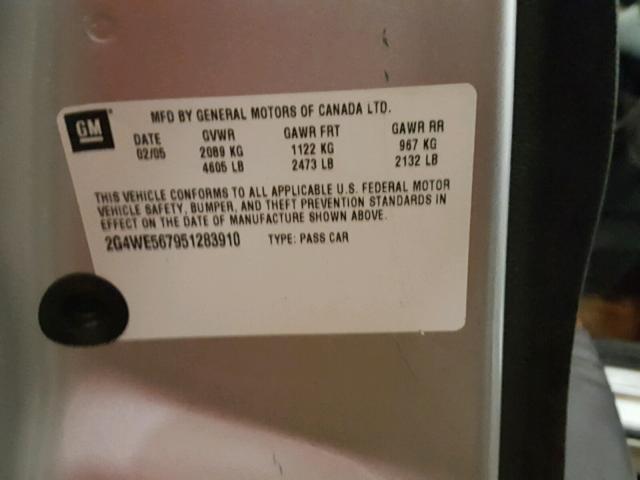 GM
MFD BY GENERAL MOTORS OF CANADA LTD.
DATE GVWR GAWR FRT GAWR RR
02/05 2089 KG 1122 KG 967 KG
4605 LB 2473 LB 2132 LB
THIS VEHICLE CONFORMS TO ALL APPLICABLE U.S. FEDERAL MOTOR
VEHICLE SAFETY, BUMPER, AND THEFT PREVENTION STANDARDS IN
EFFECT ON THE DATE OF MANUFACTURE SHOWN ABOVE.
2G4WE567951283910 TYPE: PASS CAR